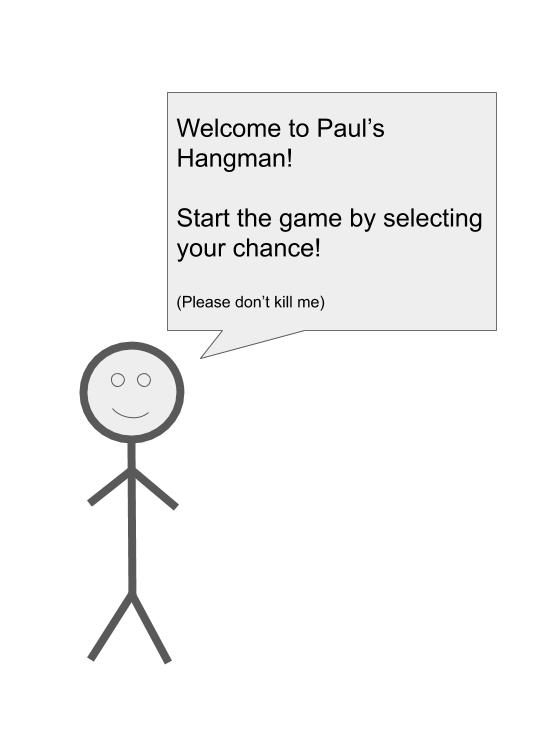 Welcome to Paul’s
Hangman!
Start the game by selecting
your chance!
(Please don’t kill me)